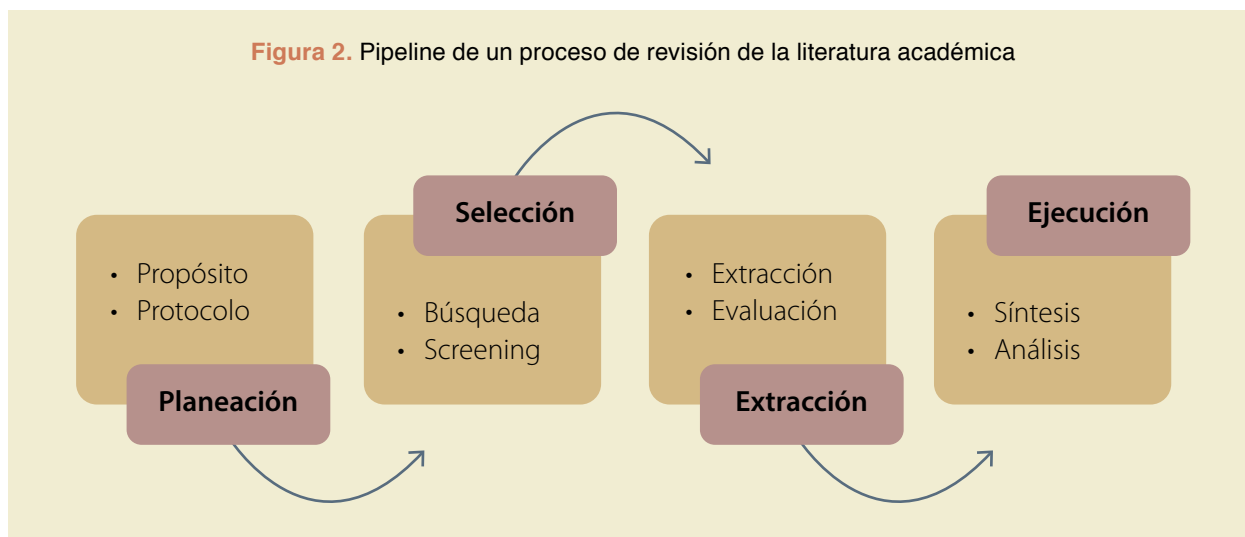 Figura 2. Pipeline de un proceso de revisión de la literatura académica
• Propósito
• Protocolo
Planeación
Selección
• Búsqueda
• Screening
• Extracción
• Evaluación
Extracción
Ejecución
• Síntesis
• Análisis